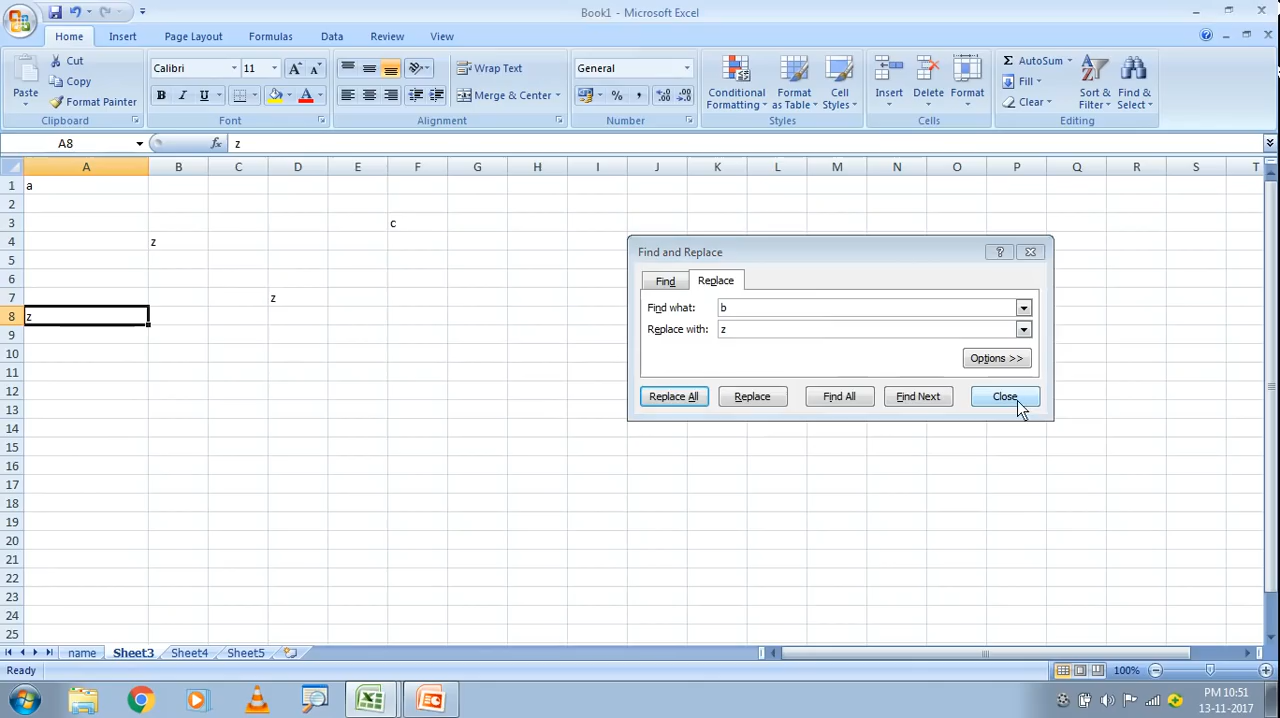 Book1 - Microsoft Excel
Home Insert Page Layout Formulas Data Review View
Paste Cut Copy Format Painter Clipboard
Calibri 11 A A B I U A Font
Wrap Text Merge & Center Alignment
General % , .0 .00 .00 .0 Number
Conditional Formatting Format as Table Cell Styles Styles
Insert Delete Format Cells
Σ AutoSum Fill Clear Sort & Filter Find & Select Editing
A8 fx z
A B C D E F G H I J K L M N O P Q R S T
1 a
2
3 c
4 z
5
6
7 z
8 z
9
10
11
12
13
14
15
16
17
18
19
20
21
22
23
24
25
Find and Replace ?
Find Replace
Find what: b
Replace with: z
Options >>
Replace All Replace Find All Find Next Close
name Sheet3 Sheet4 Sheet5
Ready 100%
PM 10:51
13-11-2017